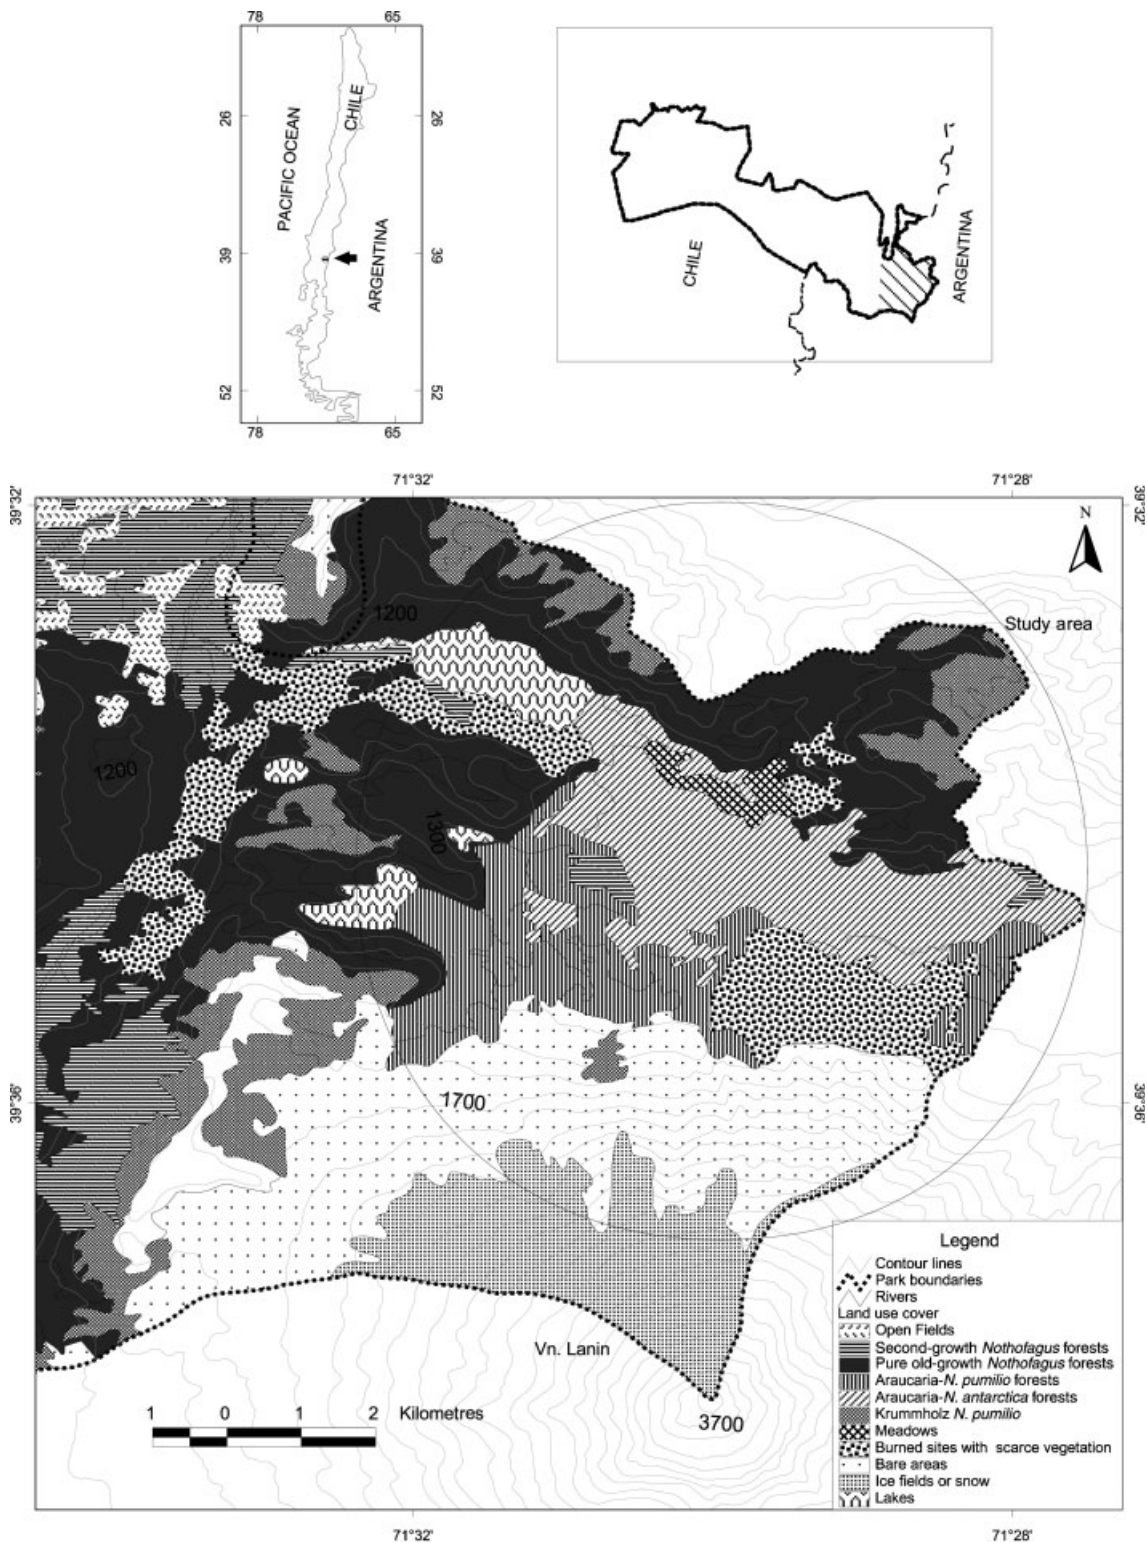 78 65
26 26
PACIFIC OCEAN
CHILE
39 39
ARGENTINA
52 52
78 65
CHILE
ARGENTINA
71°32' 71°28'
39°32' 39°32'
N
1200
Study area
1200
1300
1700
39°36' 39°36'
Vn. Lanin
3700
1 0 1 2 Kilometres
Legend
Contour lines
Park boundaries
Rivers
Land use cover
Open Fields
Second-growth Nothofagus forests
Pure old-growth Nothofagus forests
Araucaria-N. pumilio forests
Araucaria-N. antarctica forests
Krummholz N. pumilio
Meadows
Burned sites with scarce vegetation
Bare areas
Ice fields or snow
Lakes
71°32' 71°28'